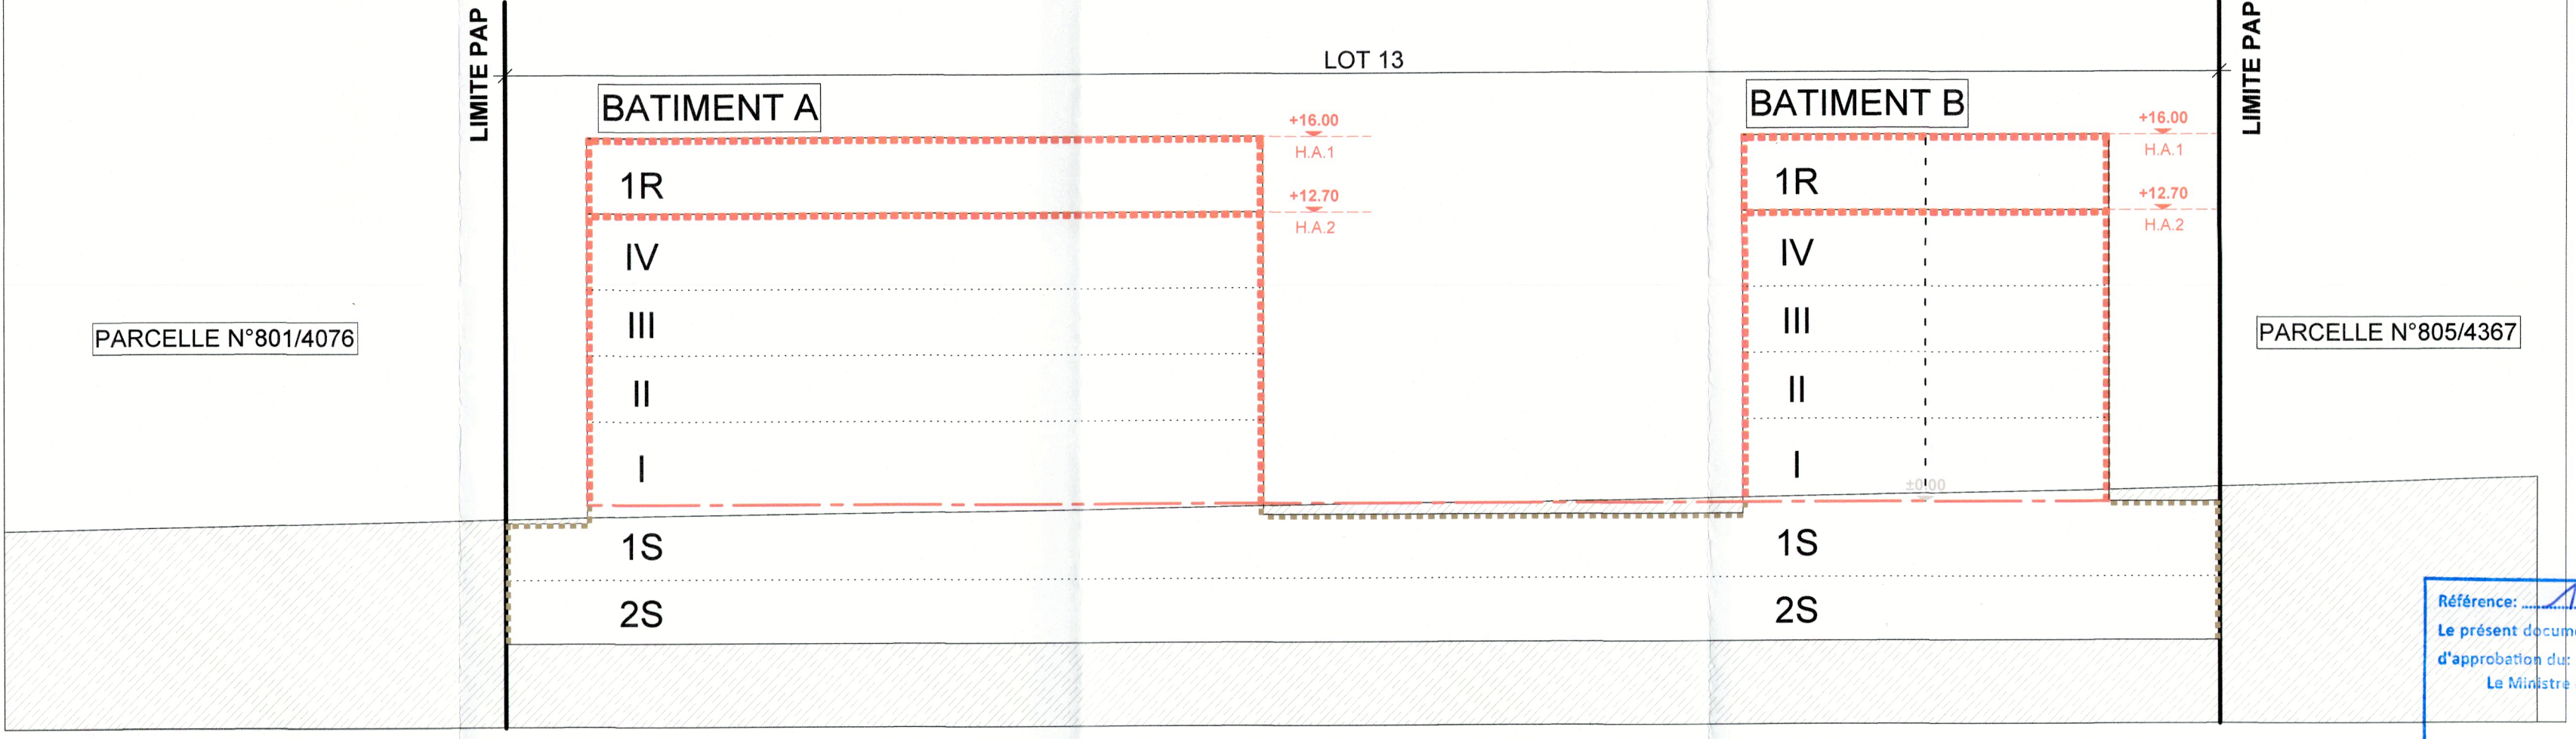 LIMITE PAP
LOT 13
LIMITE PAP
BATIMENT A
BATIMENT B
+16.00
H.A.1
+12.70
H.A.2
+16.00
H.A.1
+12.70
H.A.2
1R
IV
III
II
I
1S
2S
1R
IV
III
II
I
±0.00
1S
2S
PARCELLE N°801/4076
PARCELLE N°805/4367
Référence:
Le présent
d'approbation du:
Le Ministre